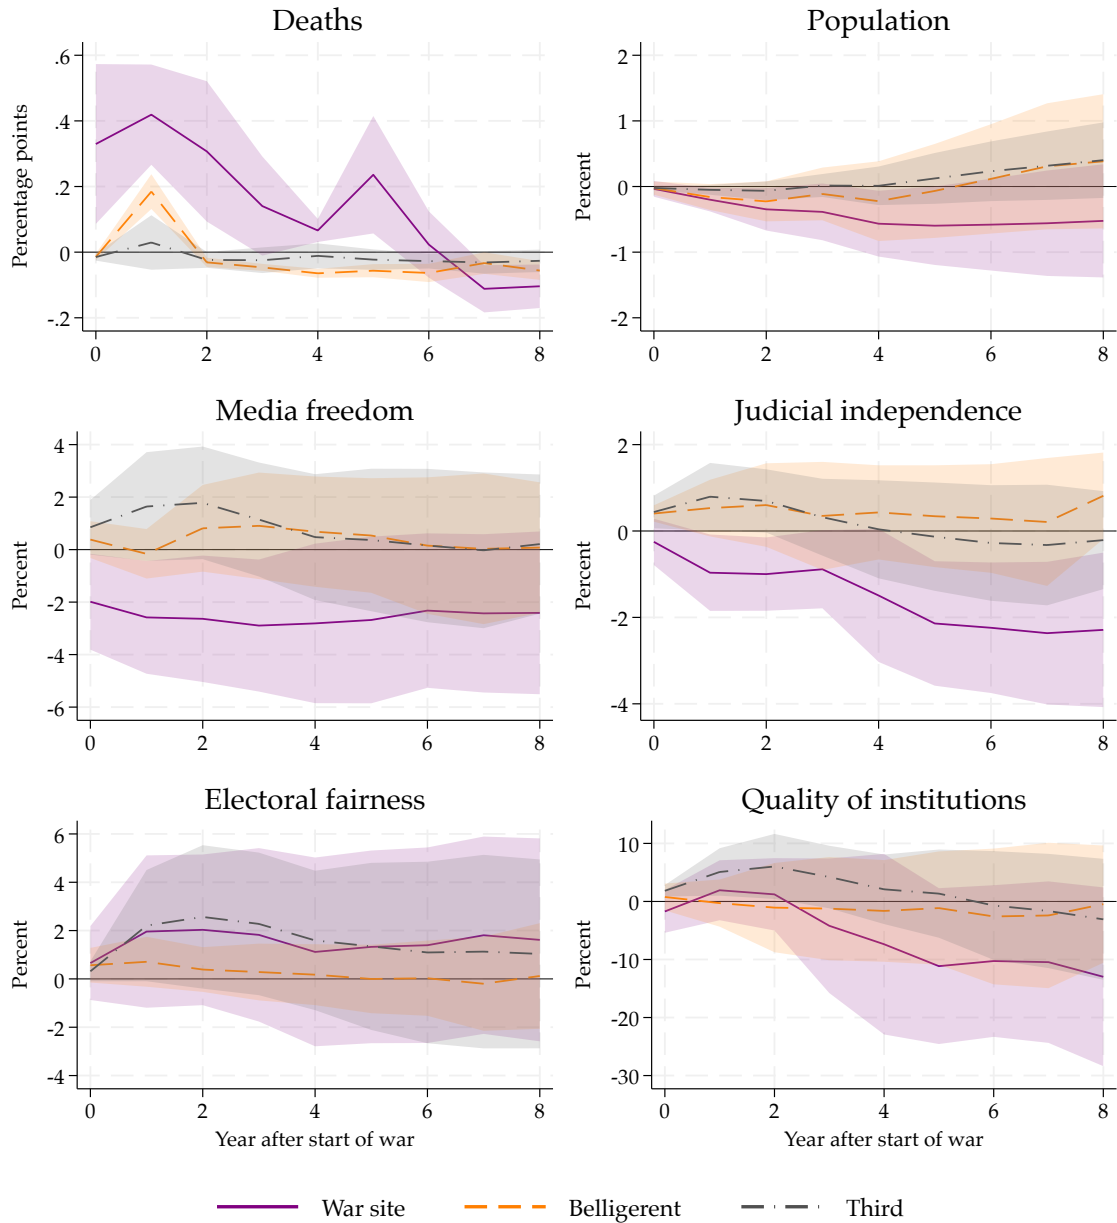 Deaths
Percentage points
.6
.4
.2
0
-.2
0 2 4 6 8
Population
Percent
2
1
0
-1
-2
0 2 4 6 8
Media freedom
Percent
4
2
0
-2
-4
-6
0 2 4 6 8
Judicial independence
Percent
2
0
-2
-4
0 2 4 6 8
Electoral fairness
Percent
6
4
2
0
-2
-4
0 2 4 6 8
Year after start of war
Quality of institutions
Percent
10
0
-10
-20
-30
0 2 4 6 8
Year after start of war
War site Belligerent Third